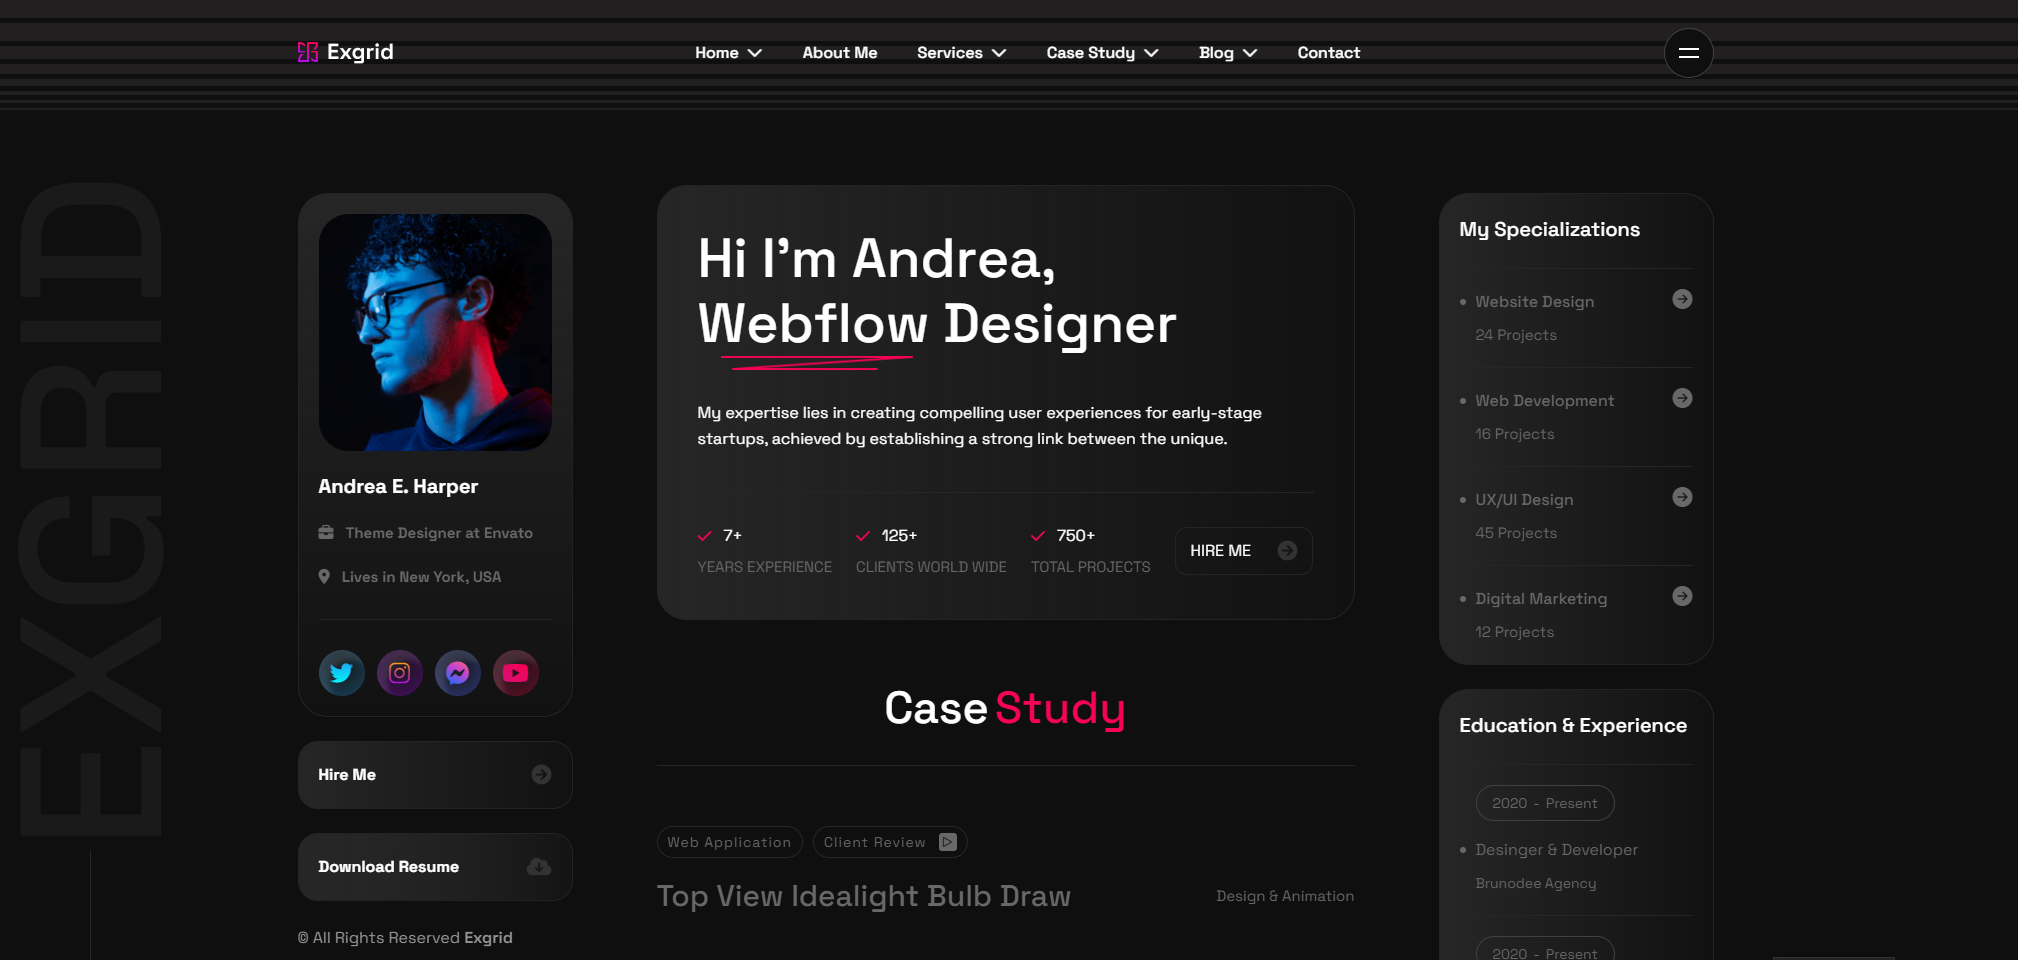 Exgrid
Home
About Me
Services
Case Study
Blog
Contact
EXGRID
Andrea E. Harper
Theme Designer at Envato
Lives in New York, USA
Hire Me
Download Resume
© All Rights Reserved Exgrid
Hi I'm Andrea,
Webflow Designer
My expertise lies in creating compelling user experiences for early-stage
startups, achieved by establishing a strong link between the unique.
7+
YEARS EXPERIENCE
125+
CLIENTS WORLD WIDE
750+
TOTAL PROJECTS
HIRE ME
Case Study
Web Application
Client Review
Top View Idealight Bulb Draw
Design & Animation
My Specializations
Website Design
24 Projects
Web Development
16 Projects
UX/UI Design
45 Projects
Digital Marketing
12 Projects
Education & Experience
2020 - Present
Desinger & Developer
Brunodee Agency
2020 - Present